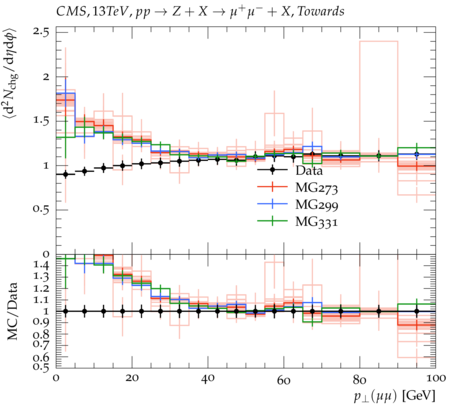 CMS, 13TeV, pp → Z + X → μ⁺μ⁻ + X, Towards
⟨d²N_chg/dηdϕ⟩
2.5
2
1.5
1
0.5
0
Data
MG273
MG299
MG331
MC/Data
1.4
1.3
1.2
1.1
1
0.9
0.8
0.7
0.6
0.5
0 20 40 60 80 100
p⊥(μμ) [GeV]